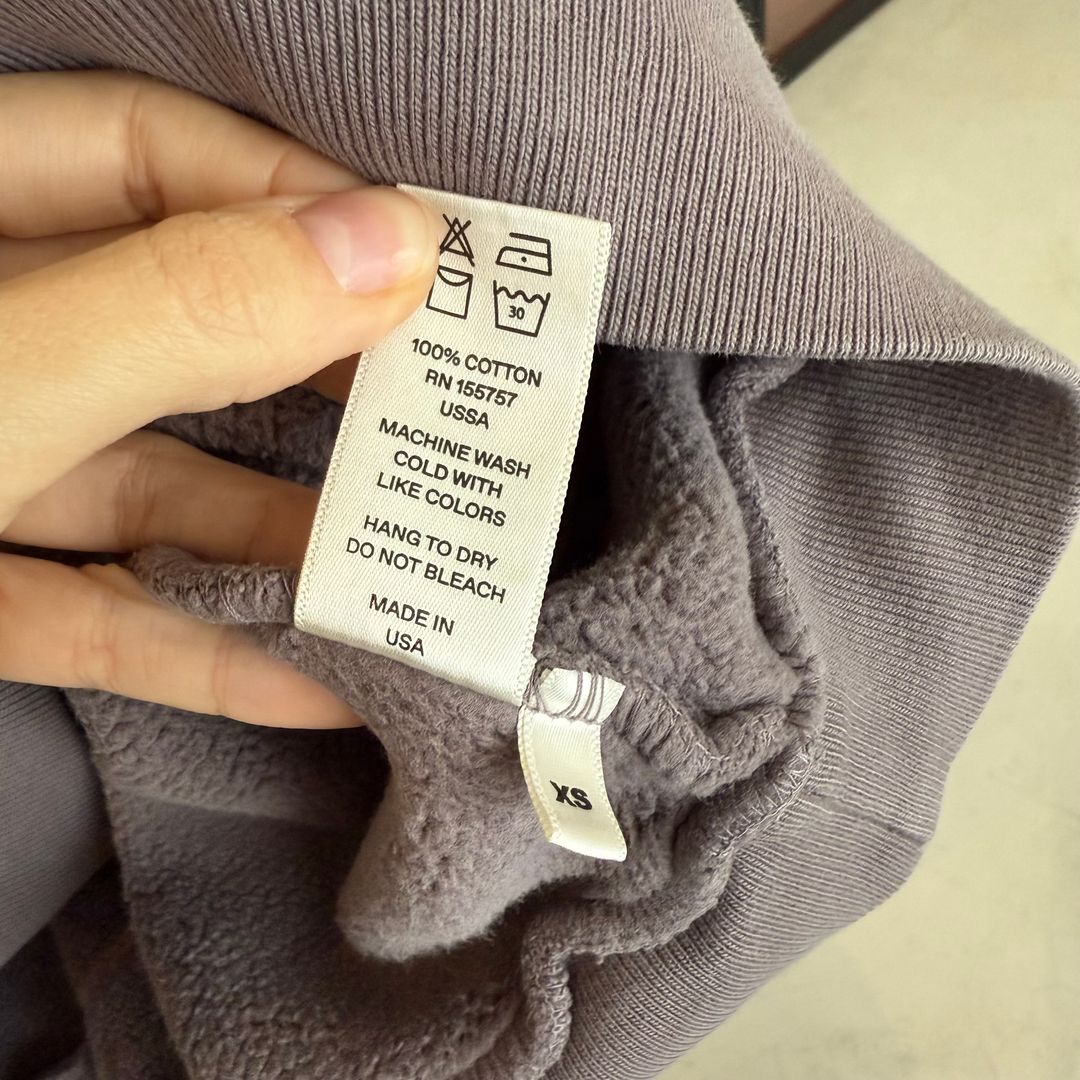 30
100% COTTON
RN 155757
USSA
MACHINE WASH
COLD WITH
LIKE COLORS
HANG TO DRY
DO NOT BLEACH
MADE IN
USA
XS